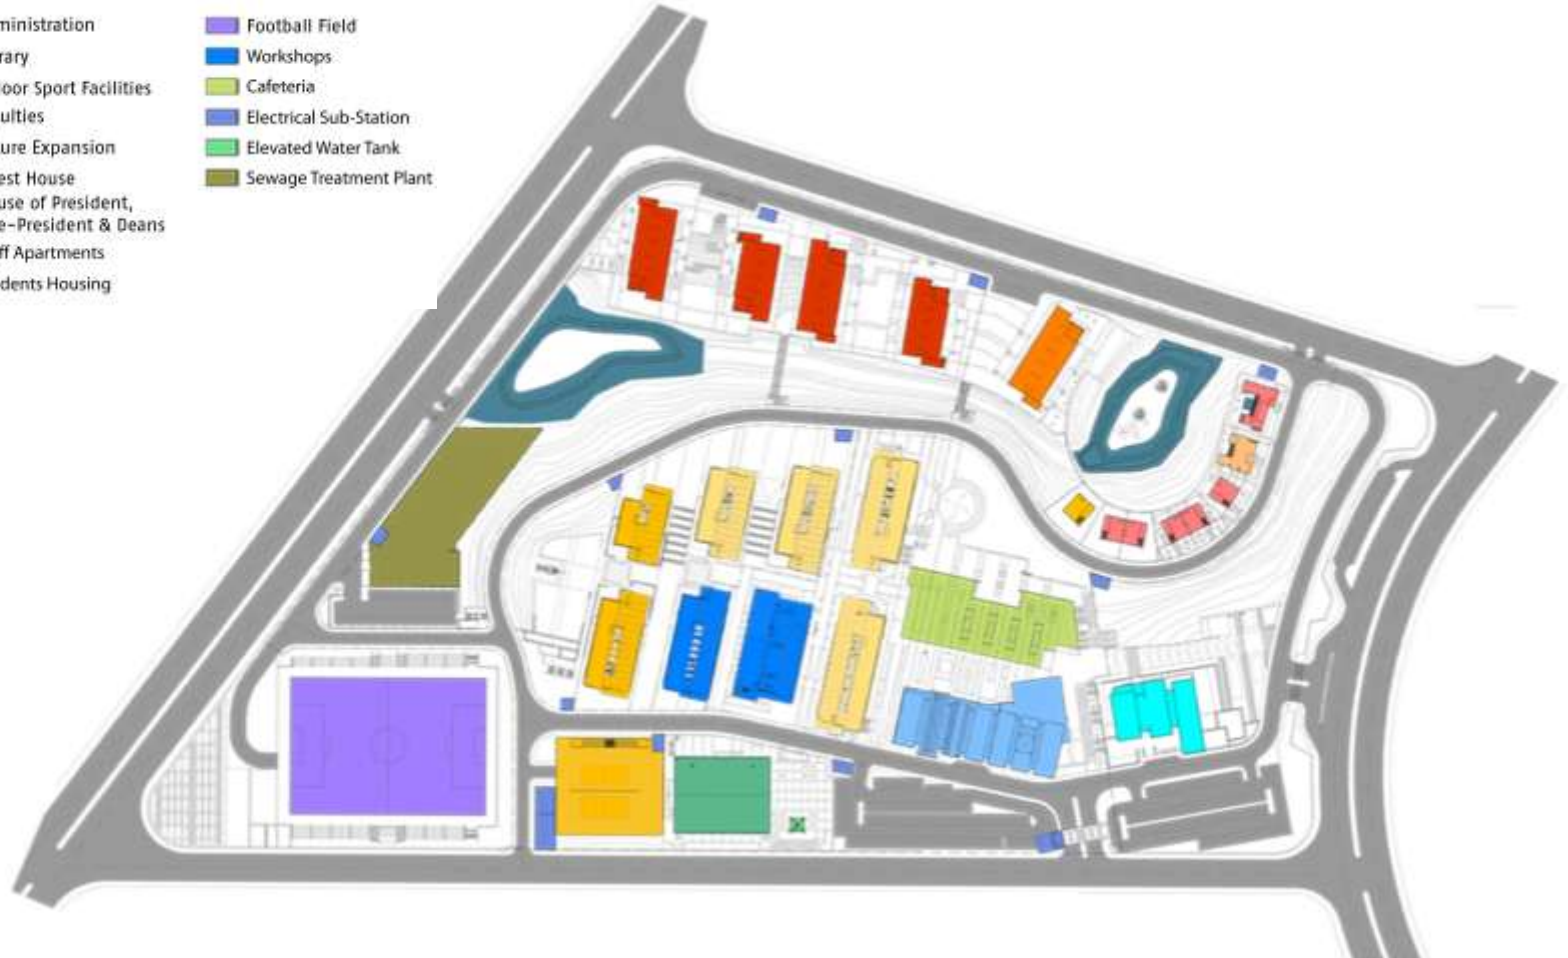 ministration
rary
oor Sport Facilities
ulties
ure Expansion
est House
use of President,
e-President & Deans
ff Apartments
dents Housing
Football Field
Workshops
Cafeteria
Electrical Sub-Station
Elevated Water Tank
Sewage Treatment Plant